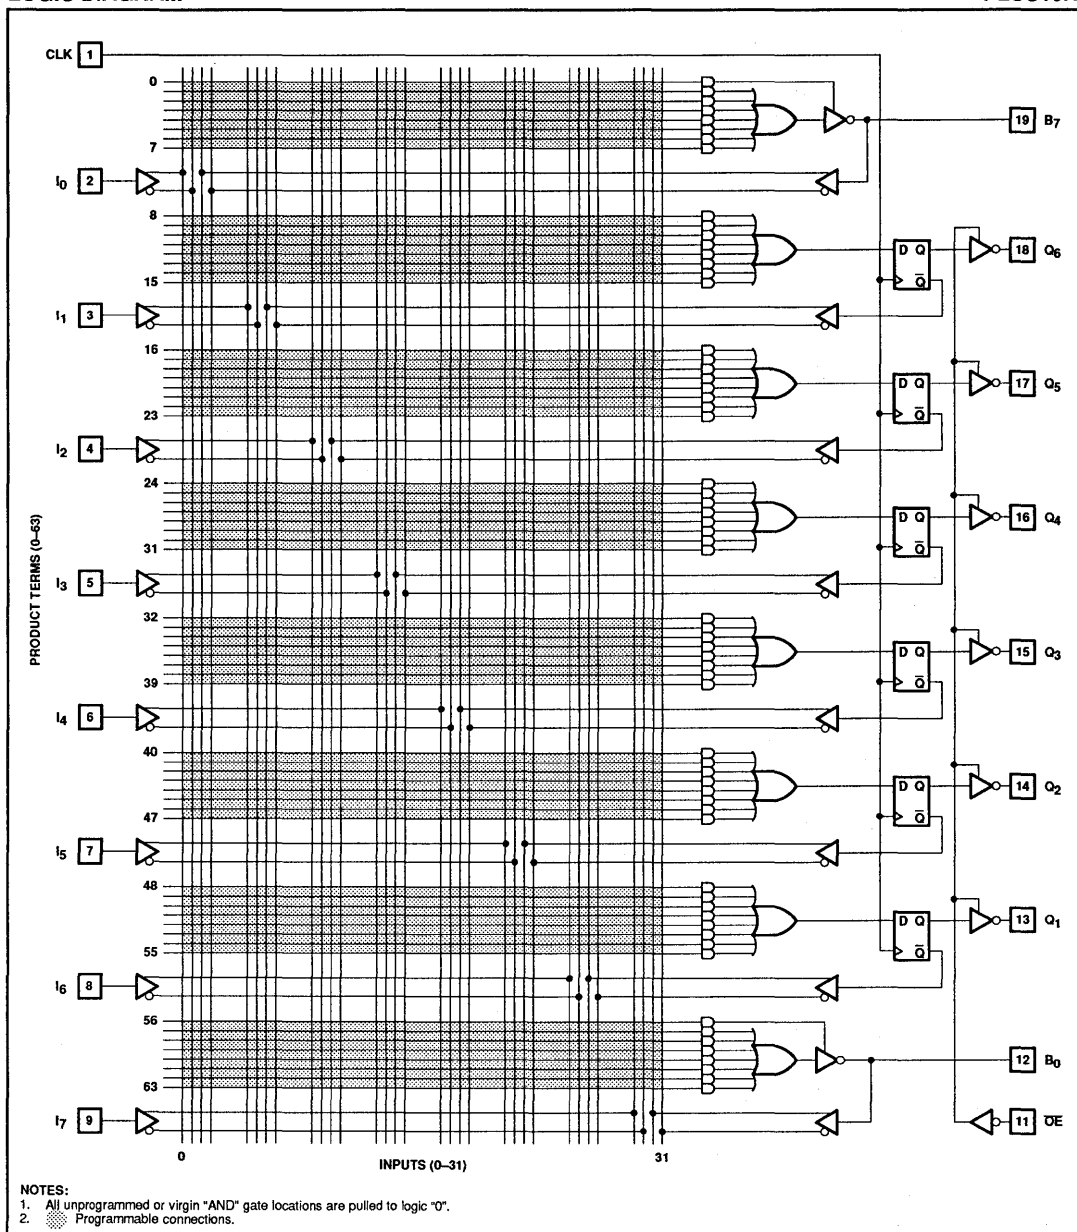 CLK 1
0
19 B7
7
I0 2
8
D Q
18 Q6
Q̅
15
I1 3
16
D Q
17 Q5
Q̅
23
I2 4
24
D Q
16 Q4
Q̅
31
I3 5
PRODUCT TERMS (0–63)
32
D Q
15 Q3
Q̅
39
I4 6
40
D Q
14 Q2
Q̅
47
I5 7
48
D Q
13 Q1
Q̅
55
I6 8
56
12 B0
63
I7 9
11 O̅E̅
0 INPUTS (0–31) 31
NOTES:
1. All unprogrammed or virgin "AND" gate locations are pulled to logic "0".
2. Programmable connections.